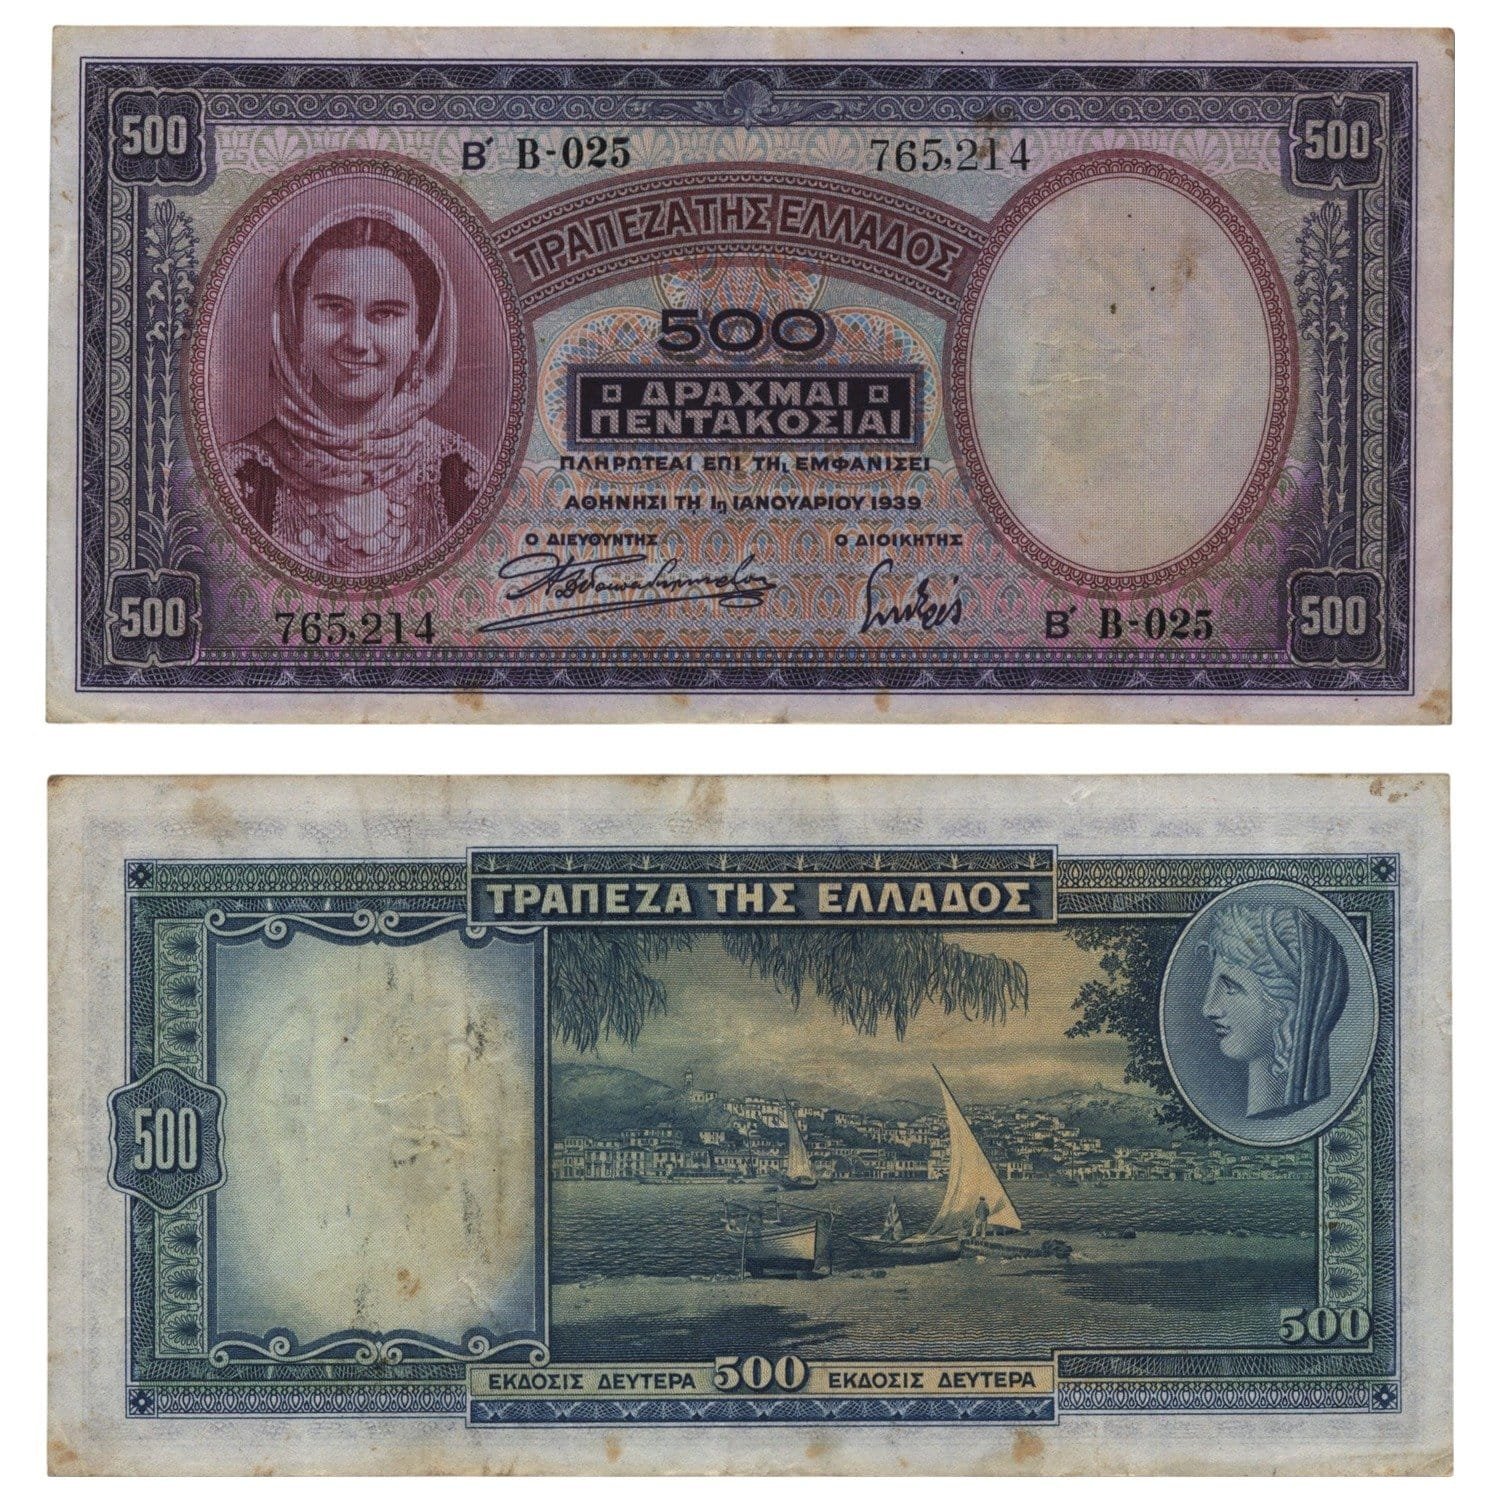 500 Β΄ Β-025 765,214 500
ΤΡΑΠΕΖΑ ΤΗΣ ΕΛΛΑΔΟΣ
500
ΔΡΑΧΜΑΙ
ΠΕΝΤΑΚΟΣΙΑΙ
ΠΛΗΡΩΤΕΑΙ ΕΠΙ ΤΗι ΕΜΦΑΝΙΣΕΙ
ΑΘΗΝΗΣΙ ΤΗ 1η ΙΑΝΟΥΑΡΙΟΥ 1939
Ο ΔΙΕΥΘΥΝΤΗΣ Ο ΔΙΟΙΚΗΤΗΣ
500 765,214 Β΄ Β-025 500
ΤΡΑΠΕΖΑ ΤΗΣ ΕΛΛΑΔΟΣ
500
500
ΕΚΔΟΣΙΣ ΔΕΥΤΕΡΑ 500 ΕΚΔΟΣΙΣ ΔΕΥΤΕΡΑ